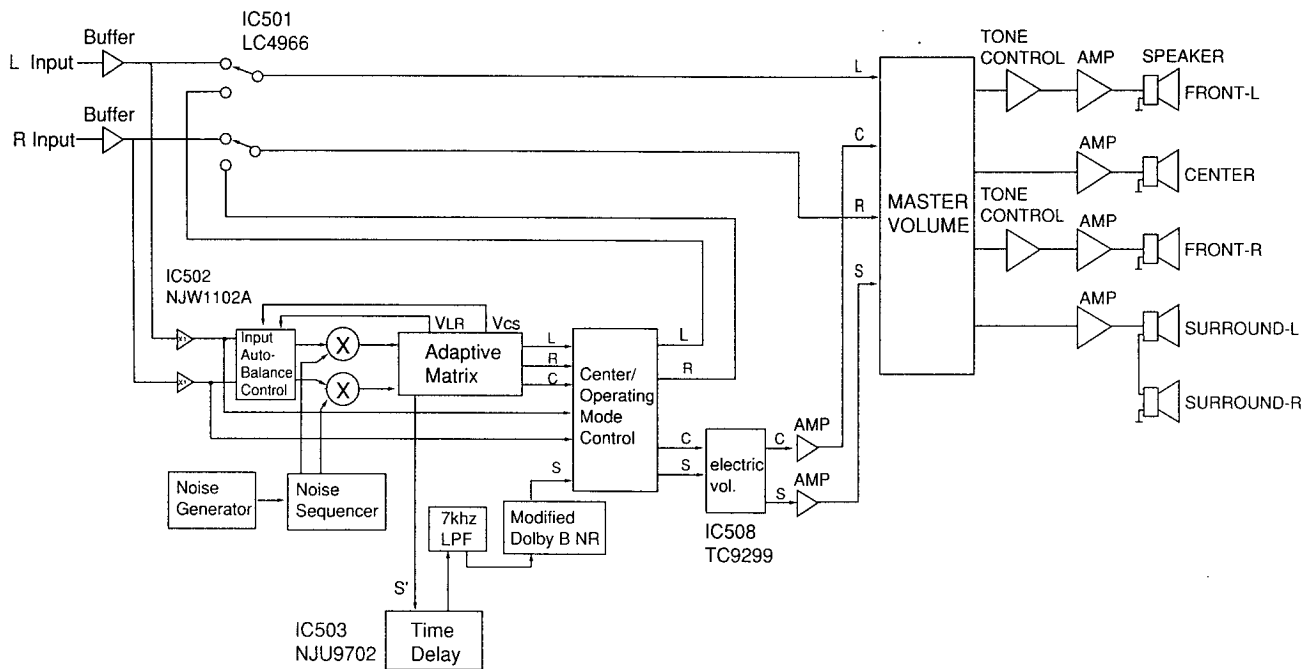 IC501
LC4966
Buffer
L Input
Buffer
R Input
TONE
CONTROL
AMP
SPEAKER
FRONT-L
L
C
AMP
CENTER
MASTER
VOLUME
R
TONE
CONTROL
AMP
FRONT-R
S
AMP
SURROUND-L
SURROUND-R
IC502
NJW1102A
x1
x1
Input
Auto-
Balance
Control
X
X
VLR
Vcs
Adaptive
Matrix
L
R
C
Center/
Operating
Mode
Control
L
R
C
S
electric
vol.
C
S
AMP
AMP
IC508
TC9299
Noise
Generator
Noise
Sequencer
7khz
LPF
Modified
Dolby B NR
S
S'
IC503
NJU9702
Time
Delay